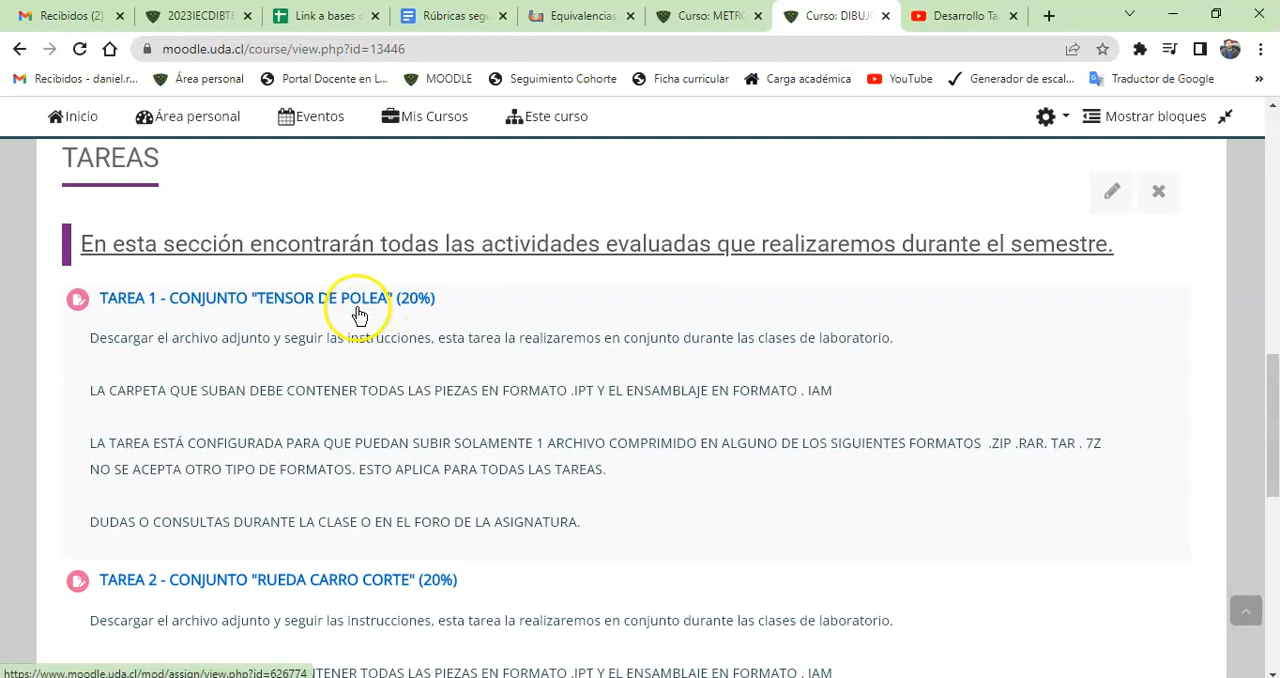 Recibidos (2)
2023IECDIBTE
Link a bases c
Rúbricas segu
Equivalencias
Curso: METRO
Curso: DIBUJO
Desarrollo Ta
moodle.uda.cl/course/view.php?id=13446
Recibidos - daniel.r...
Área personal
Portal Docente en L...
MOODLE
Seguimiento Cohorte
Ficha curricular
Carga académica
YouTube
Generador de escal...
Traductor de Google
»
Inicio
Área personal
Eventos
Mis Cursos
Este curso
Mostrar bloques
TAREAS
En esta sección encontrarán todas las actividades evaluadas que realizaremos durante el semestre.
TAREA 1 - CONJUNTO "TENSOR DE POLEA" (20%)
Descargar el archivo adjunto y seguir las instrucciones, esta tarea la realizaremos en conjunto durante las clases de laboratorio.
LA CARPETA QUE SUBAN DEBE CONTENER TODAS LAS PIEZAS EN FORMATO .IPT Y EL ENSAMBLAJE EN FORMATO . IAM
LA TAREA ESTÁ CONFIGURADA PARA QUE PUEDAN SUBIR SOLAMENTE 1 ARCHIVO COMPRIMIDO EN ALGUNO DE LOS SIGUIENTES FORMATOS .ZIP .RAR. TAR . 7Z
NO SE ACEPTA OTRO TIPO DE FORMATOS. ESTO APLICA PARA TODAS LAS TAREAS.
DUDAS O CONSULTAS DURANTE LA CLASE O EN EL FORO DE LA ASIGNATURA.
TAREA 2 - CONJUNTO "RUEDA CARRO CORTE" (20%)
Descargar el archivo adjunto y seguir las instrucciones, esta tarea la realizaremos en conjunto durante las clases de laboratorio.
https://www.moodle.uda.cl/mod/assign/view.php?id=626774
NTENER TODAS LAS PIEZAS EN FORMATO .IPT Y EL ENSAMBLAJE EN FORMATO . IAM